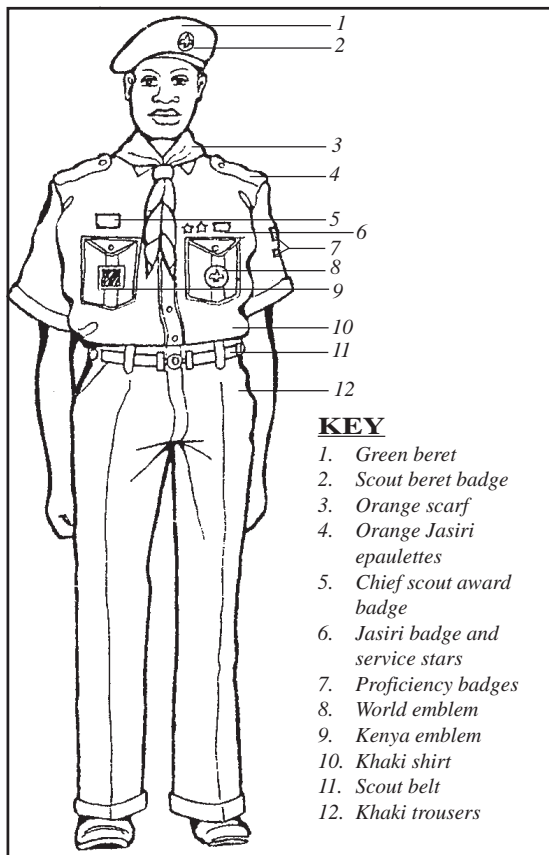 1
2
3
4
5
6
7
8
9
10
11
12
KEY
1. Green beret
2. Scout beret badge
3. Orange scarf
4. Orange Jasiri
epaulettes
5. Chief scout award
badge
6. Jasiri badge and
service stars
7. Proficiency badges
8. World emblem
9. Kenya emblem
10. Khaki shirt
11. Scout belt
12. Khaki trousers